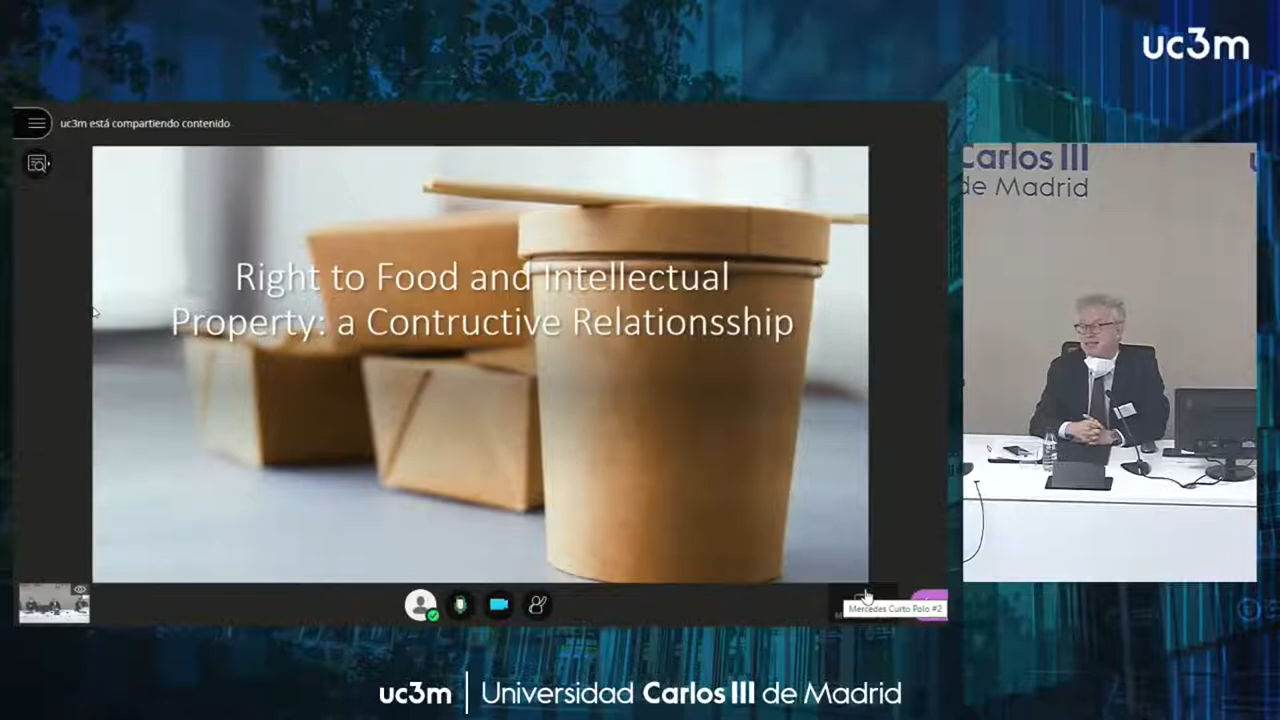 uc3m
uc3m está compartiendo contenido
Carlos III
de Madrid
Right to Food and Intellectual
Property: a Contructive Relationsship
Mercedes Curto Polo #2
uc3m | Universidad Carlos III de Madrid